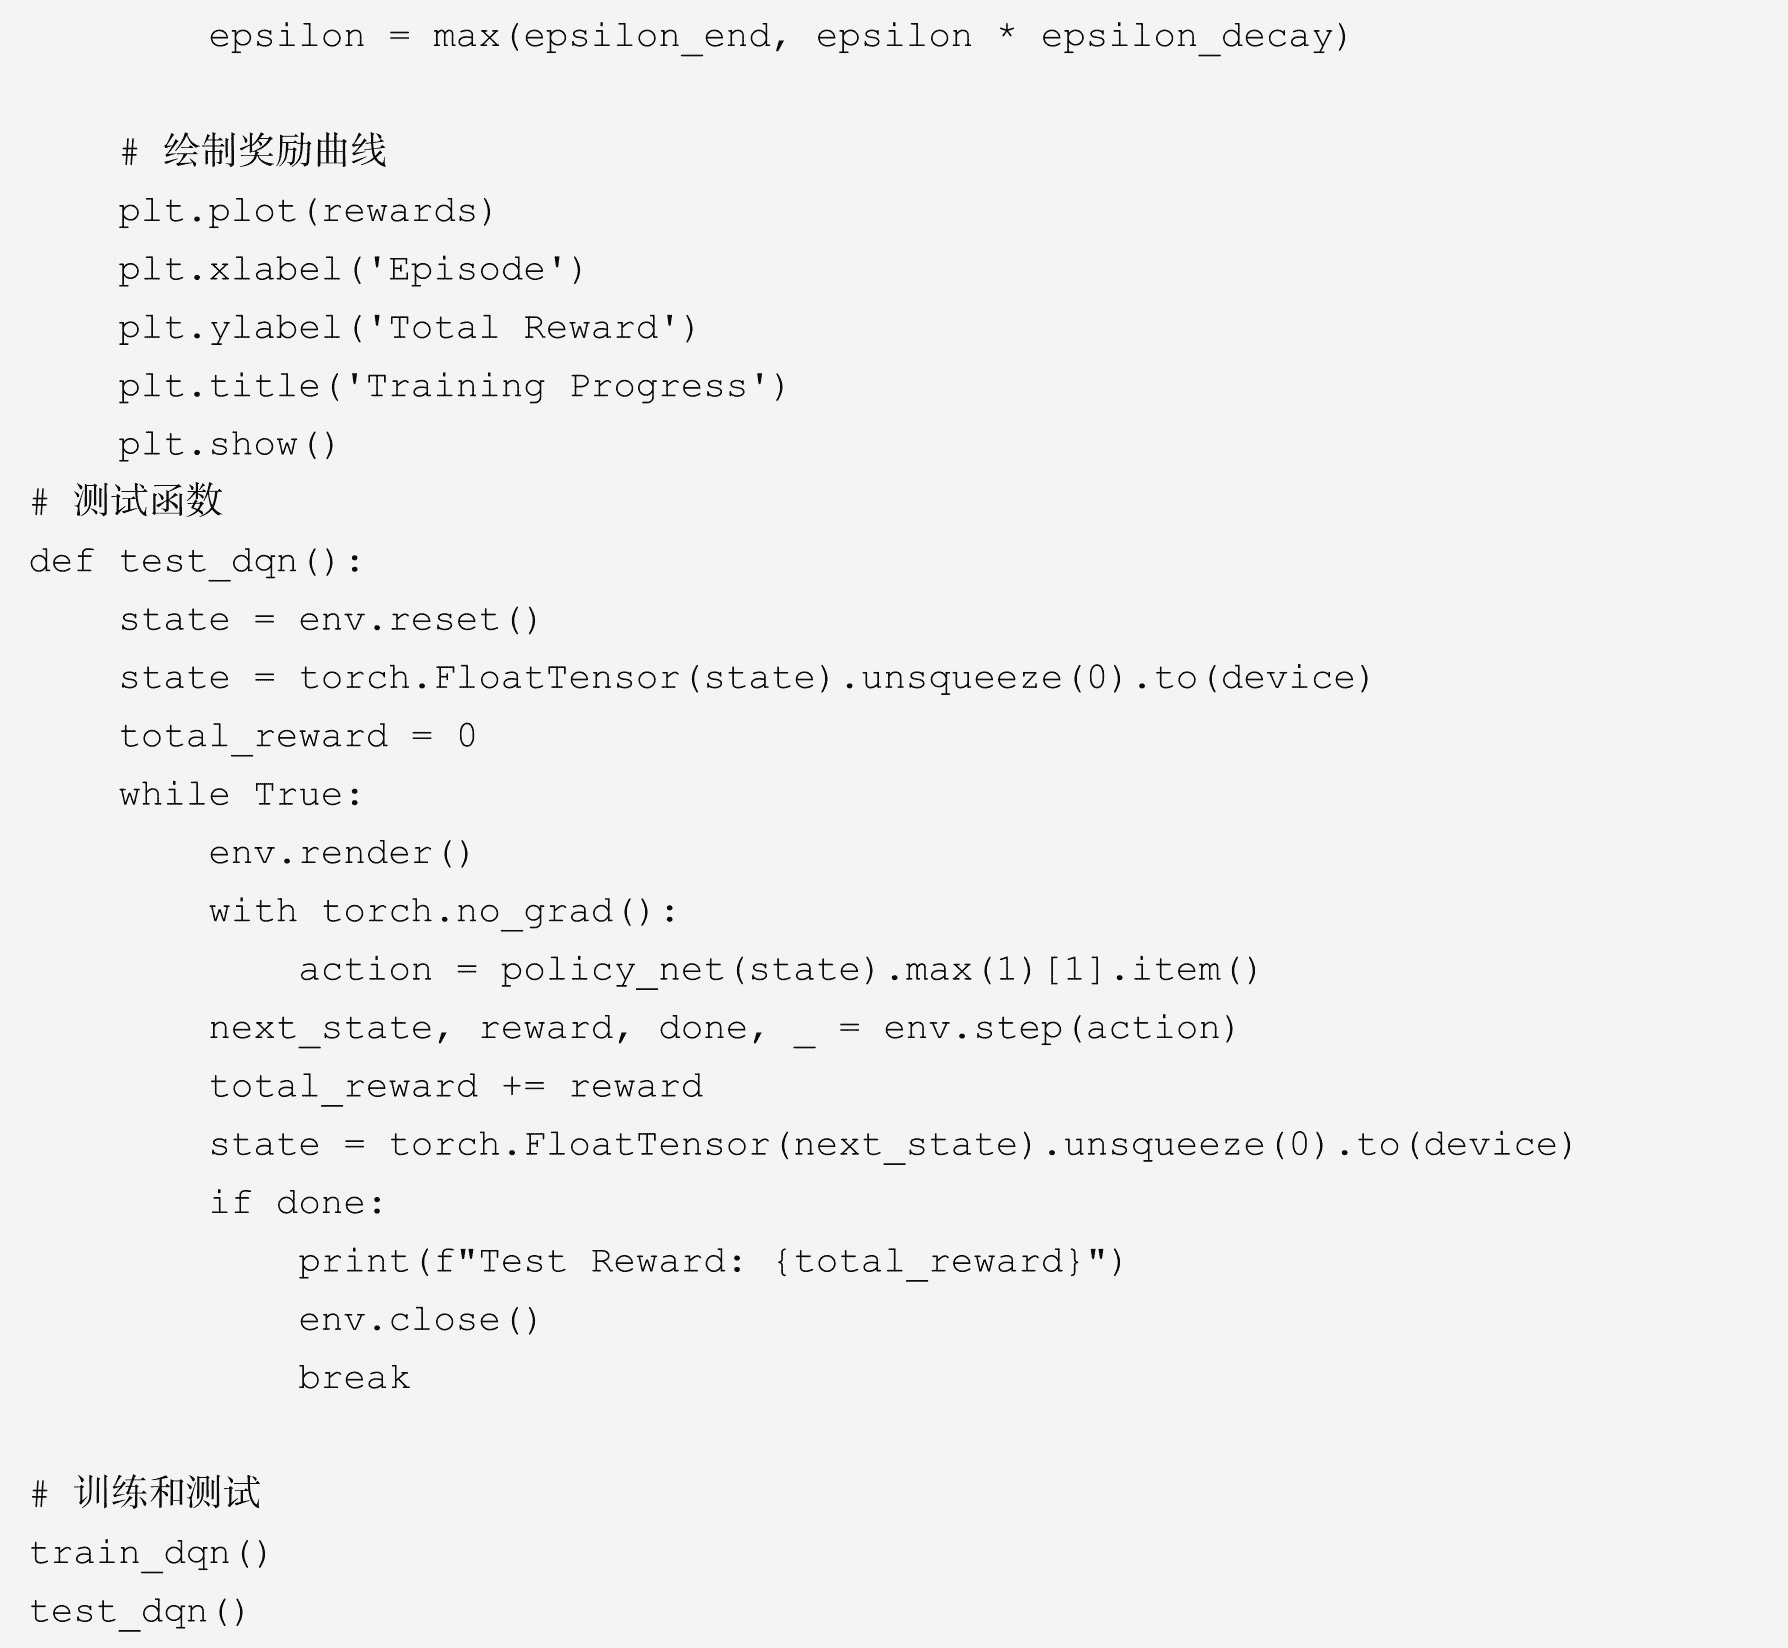 epsilon = max(epsilon_end, epsilon * epsilon_decay)

    # 绘制奖励曲线
    plt.plot(rewards)
    plt.xlabel('Episode')
    plt.ylabel('Total Reward')
    plt.title('Training Progress')
    plt.show()
# 测试函数
def test_dqn():
    state = env.reset()
    state = torch.FloatTensor(state).unsqueeze(0).to(device)
    total_reward = 0
    while True:
        env.render()
        with torch.no_grad():
            action = policy_net(state).max(1)[1].item()
        next_state, reward, done, _ = env.step(action)
        total_reward += reward
        state = torch.FloatTensor(next_state).unsqueeze(0).to(device)
        if done:
            print(f"Test Reward: {total_reward}")
            env.close()
            break

# 训练和测试
train_dqn()
test_dqn()